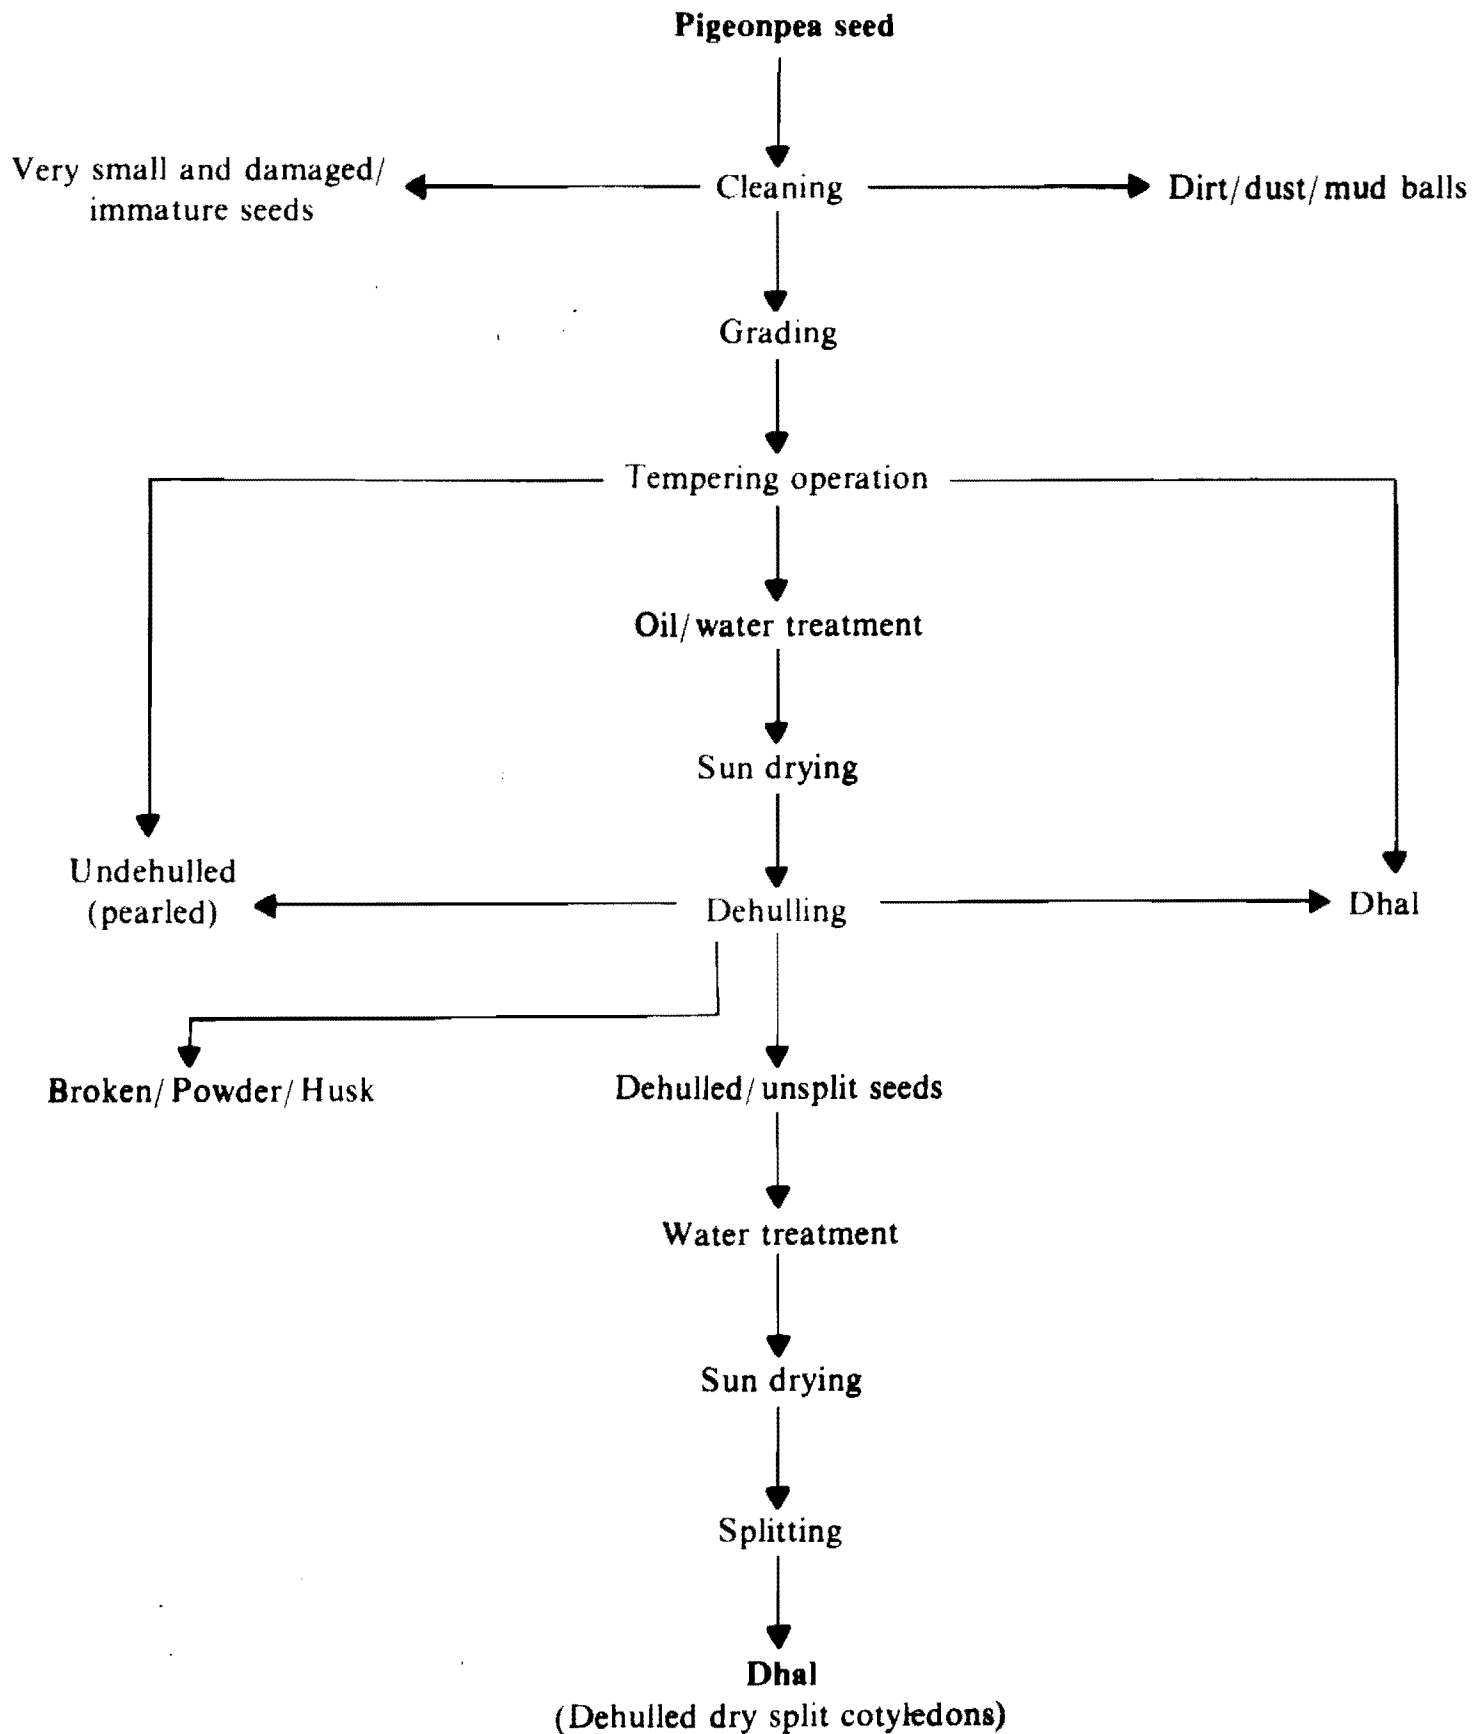 Pigeonpea seed
Very small and damaged/
immature seeds
Cleaning
Dirt/dust/mud balls
Grading
Tempering operation
Oil/water treatment
Sun drying
Undehulled
(pearled)
Dehulling
Dhal
Broken/Powder/Husk
Dehulled/unsplit seeds
Water treatment
Sun drying
Splitting
Dhal
(Dehulled dry split cotyledons)